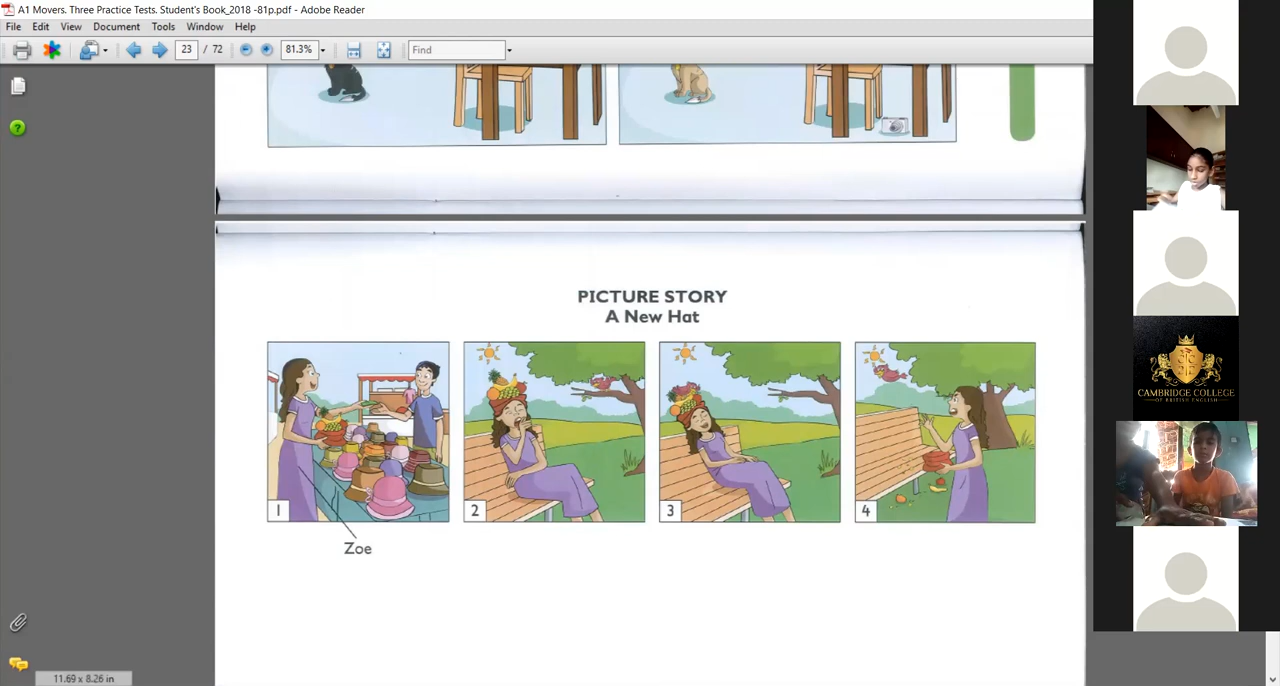 A1 Movers. Three Practice Tests. Student's Book_2018 -81p.pdf - Adobe Reader
File Edit View Document Tools Window Help
23 / 72 81.3% Find
PICTURE STORY
A New Hat
1 2 3 4
Zoe
11.69 x 8.26 in
CAMBRIDGE COLLEGE
OF BRITISH ENGLISH